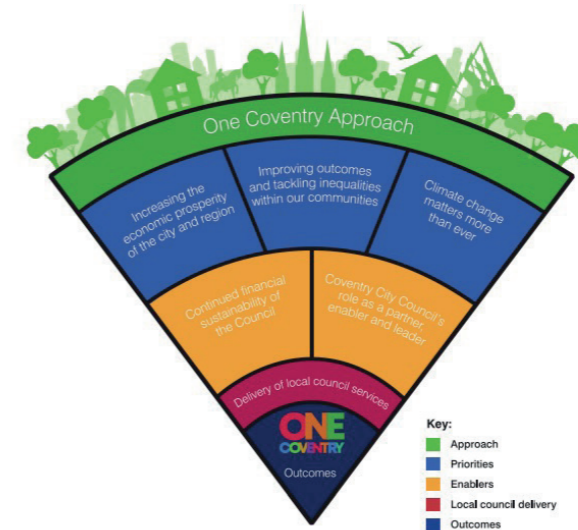 One Coventry Approach
Increasing the
economic prosperity
of the city and region
Improving outcomes
and tackling inequalities
within our communities
Climate change
matters more
than ever
Continued financial
sustainability of
the Council
Coventry City Council's
role as a partner,
enabler and leader
Delivery of local council services
ONE
COVENTRY
Outcomes
Key:
Approach
Priorities
Enablers
Local council delivery
Outcomes